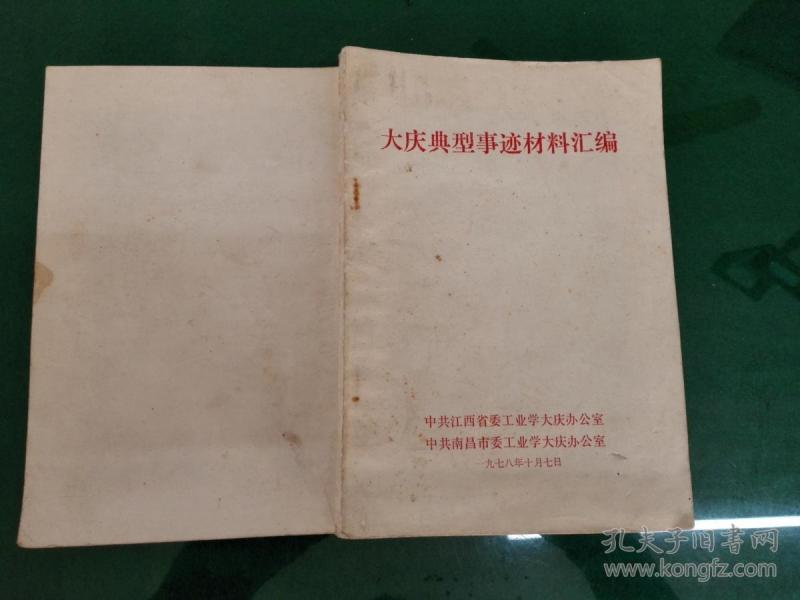 大庆典型事迹材料汇编
中共江西省委工业学大庆办公室
中共南昌市委工业学大庆办公室
一九七八年十月七日
孔夫子旧书网
www.kongfz.com